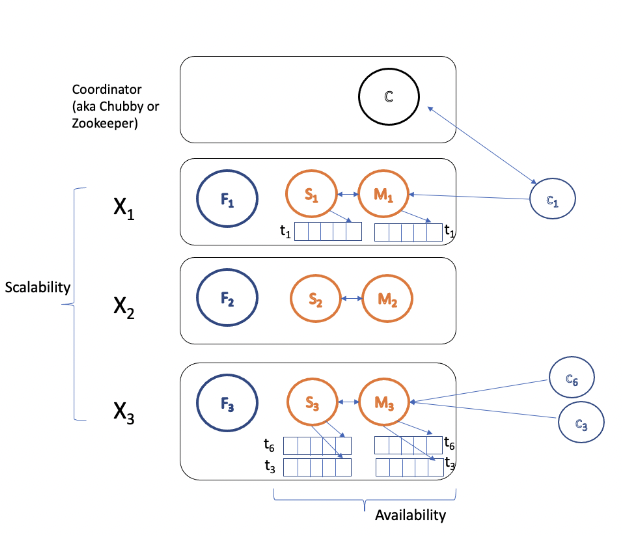 Coordinator
(aka Chubby or
Zookeeper)
ℂ
X₁
F₁
S₁
M₁
ℂ₁
t₁
t₁
Scalability
X₂
F₂
S₂
M₂
X₃
F₃
S₃
M₃
ℂ₆
ℂ₃
t₆
t₆
t₃
t₃
Availability